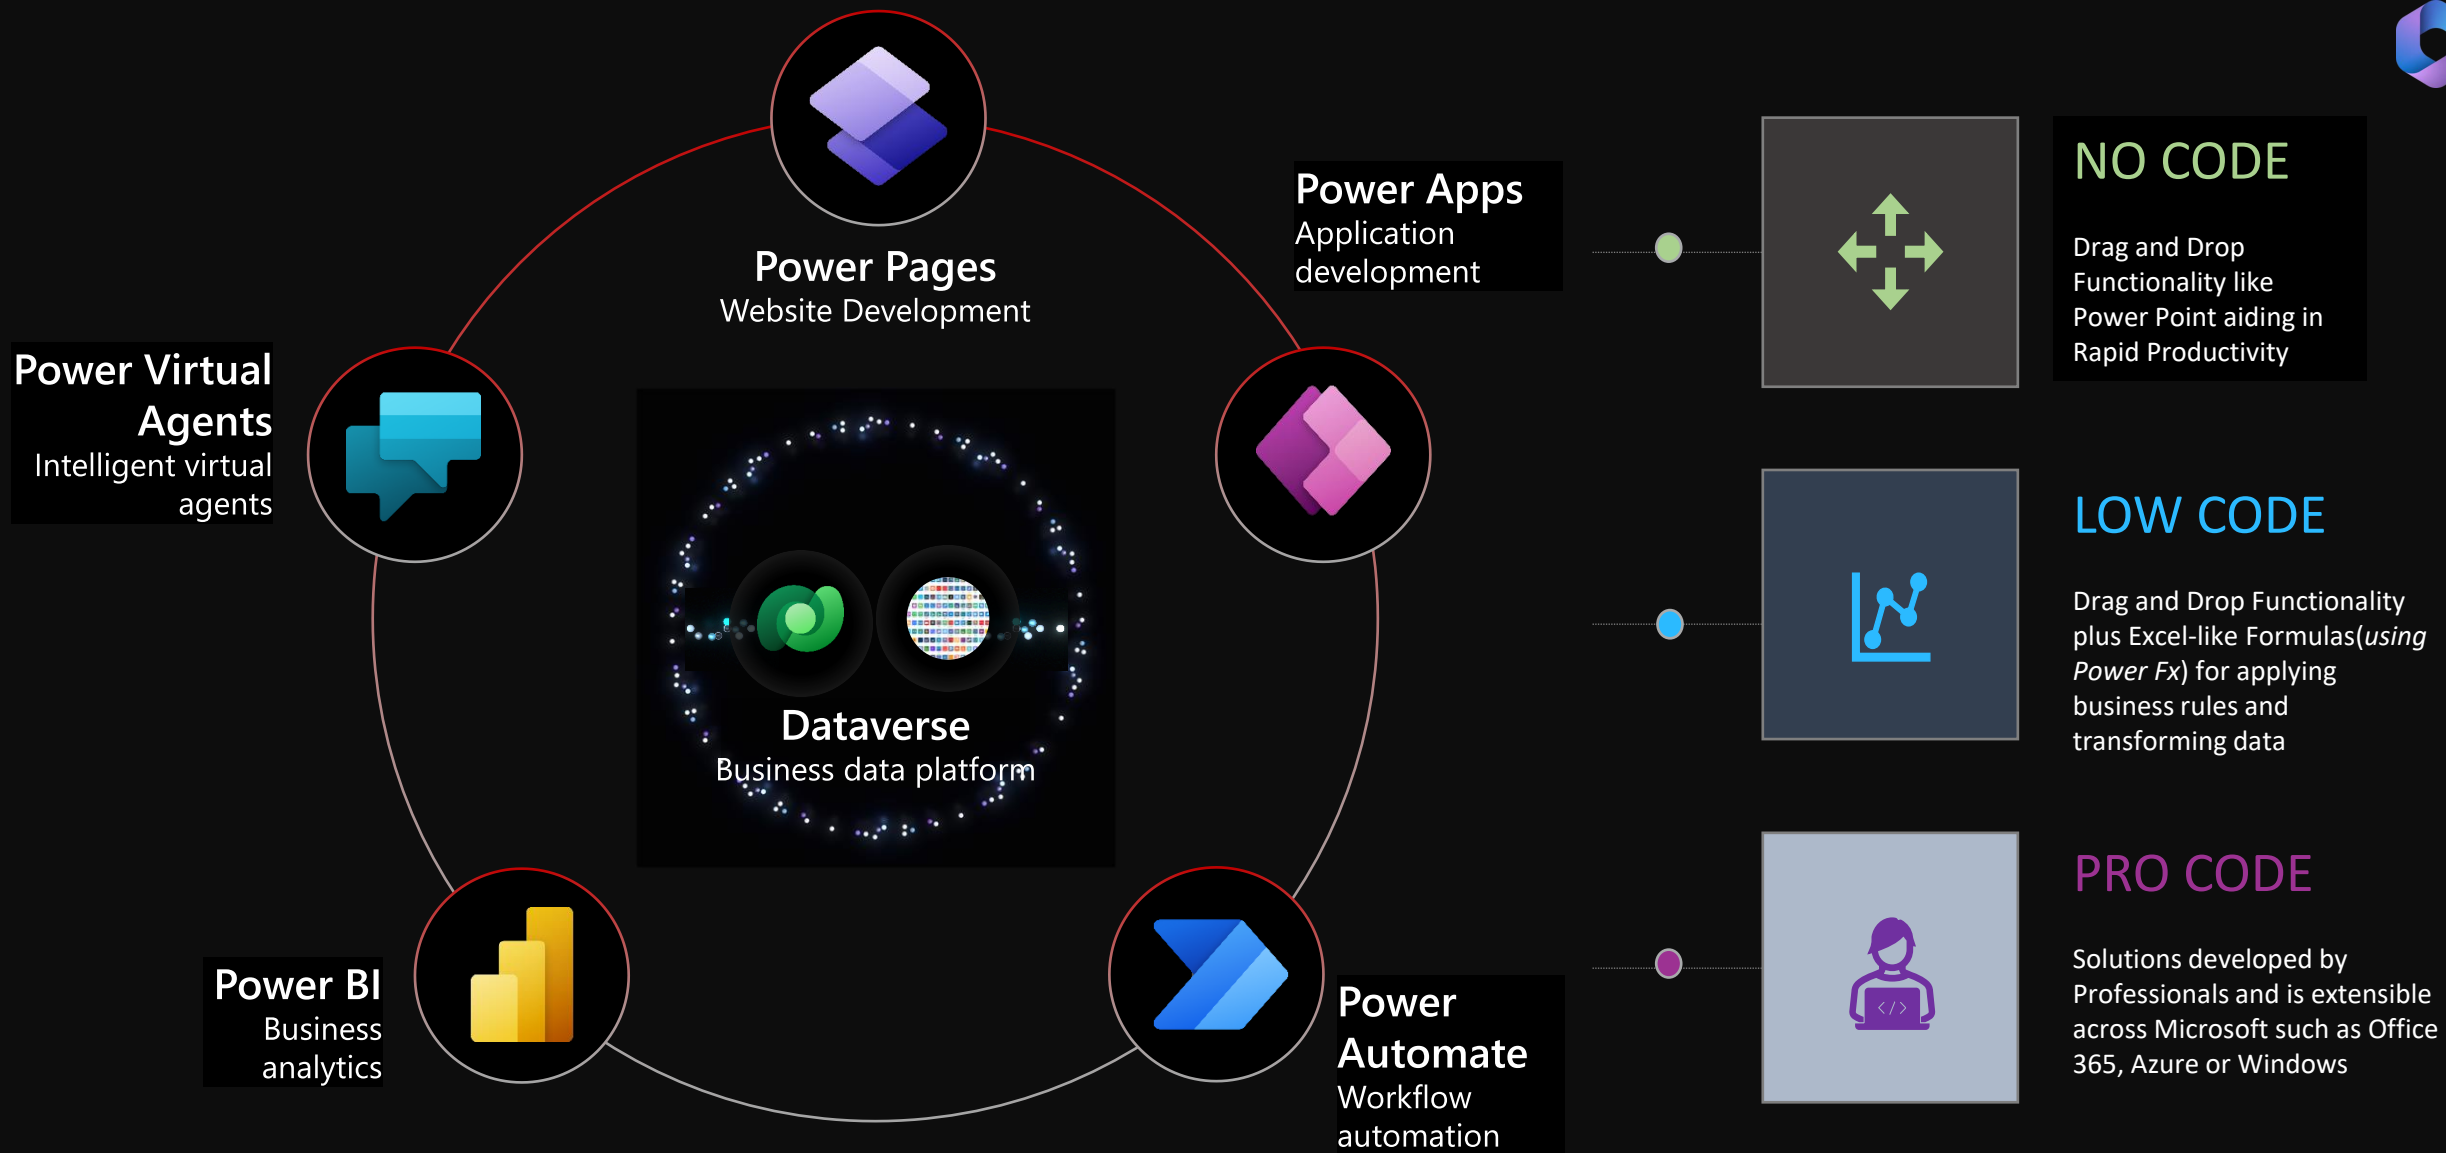 Power Pages
Website Development
Power Apps
Application
development
Power Virtual
Agents
Intelligent virtual
agents
Dataverse
Business data platform
Power BI
Business
analytics
Power
Automate
Workflow
automation
NO CODE
Drag and Drop
Functionality like
Power Point aiding in
Rapid Productivity
LOW CODE
Drag and Drop Functionality
plus Excel-like Formulas(using
Power Fx) for applying
business rules and
transforming data
PRO CODE
</>
Solutions developed by
Professionals and is extensible
across Microsoft such as Office
365, Azure or Windows